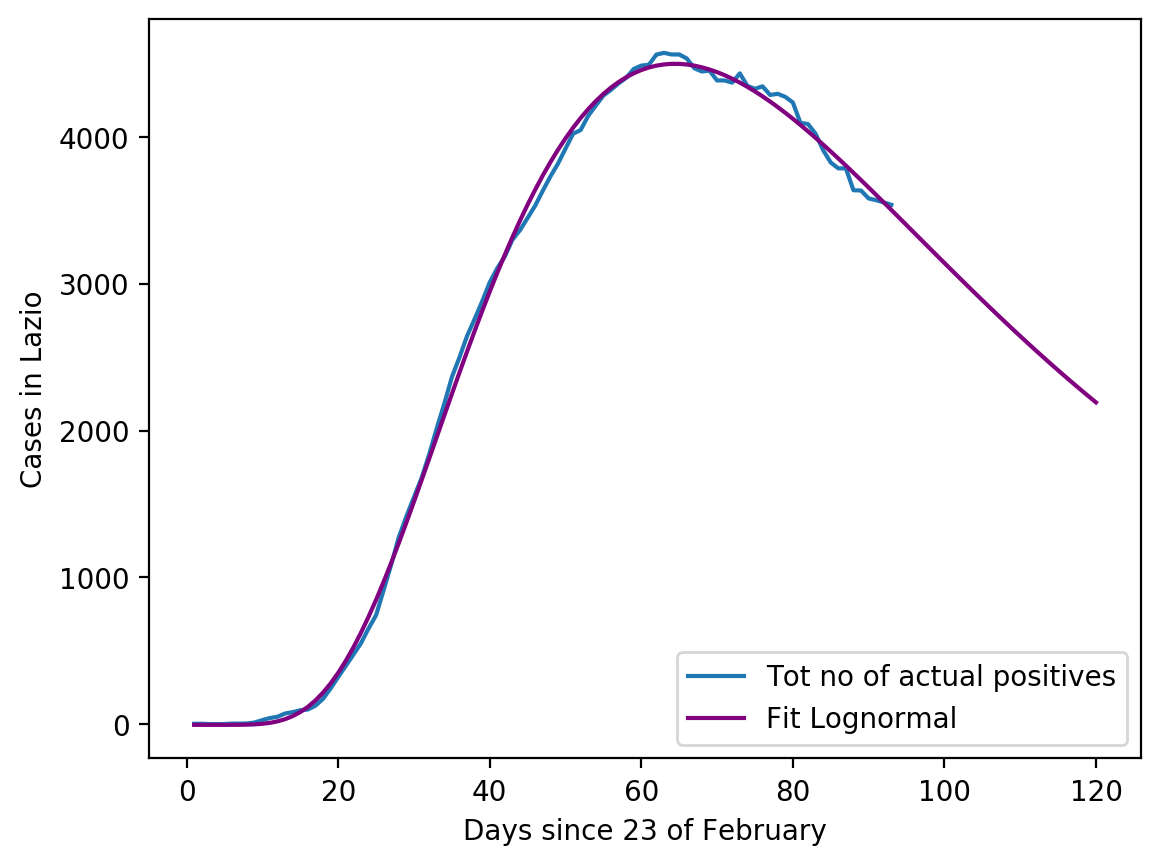 Cases in Lazio
4000
3000
2000
1000
0
Tot no of actual positives
Fit Lognormal
0 20 40 60 80 100 120
Days since 23 of February